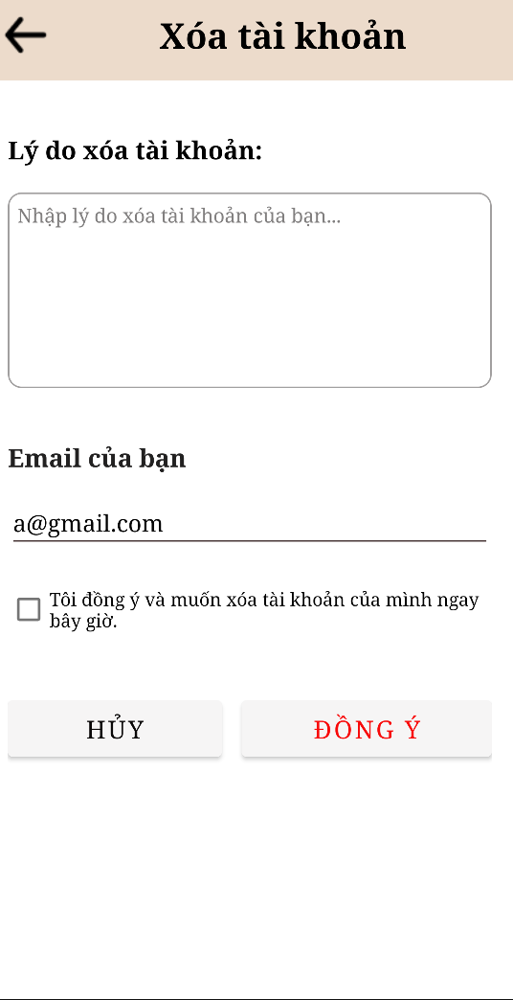 Xóa tài khoản
Lý do xóa tài khoản:
Nhập lý do xóa tài khoản của bạn...
Email của bạn
a@gmail.com
Tôi đồng ý và muốn xóa tài khoản của mình ngay
bây giờ.
HỦY
ĐỒNG Ý